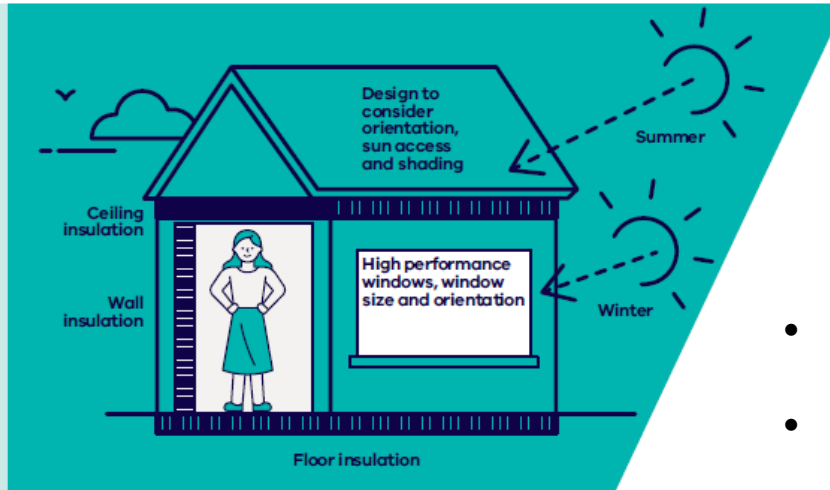 Design to
consider
orientation,
sun access
and shading
Summer
Ceiling
insulation
High performance
windows, window
size and orientation
Wall
insulation
Winter
Floor insulation